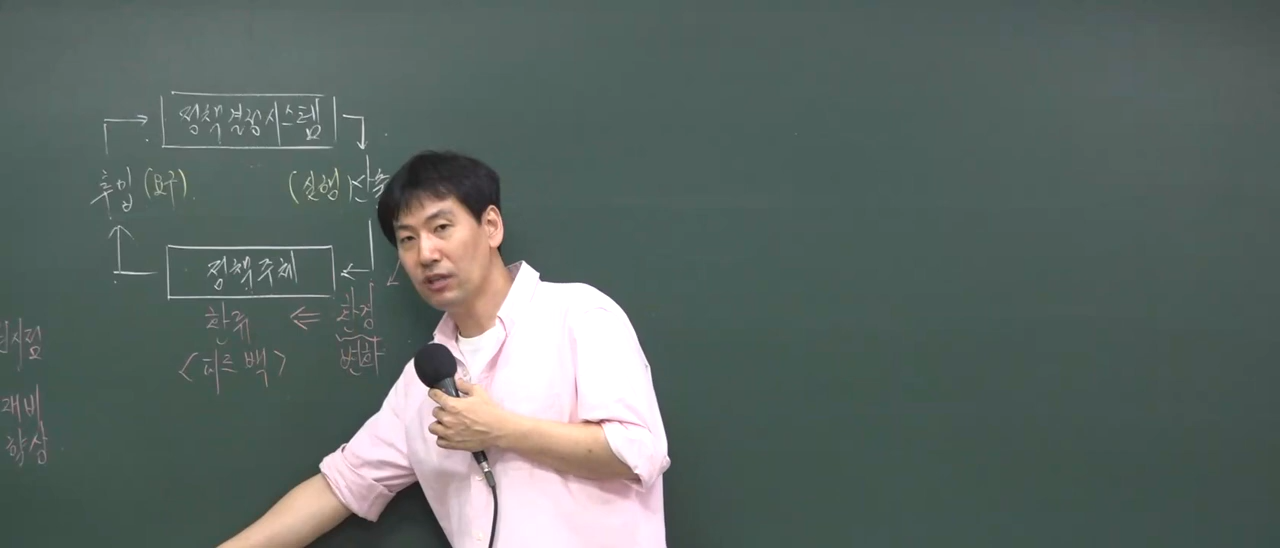 정책결정시스템
투입 (요구)
(실행) 산출
정책주체
환류 ⇐ 환경
<피드백> 변화
대비
향상